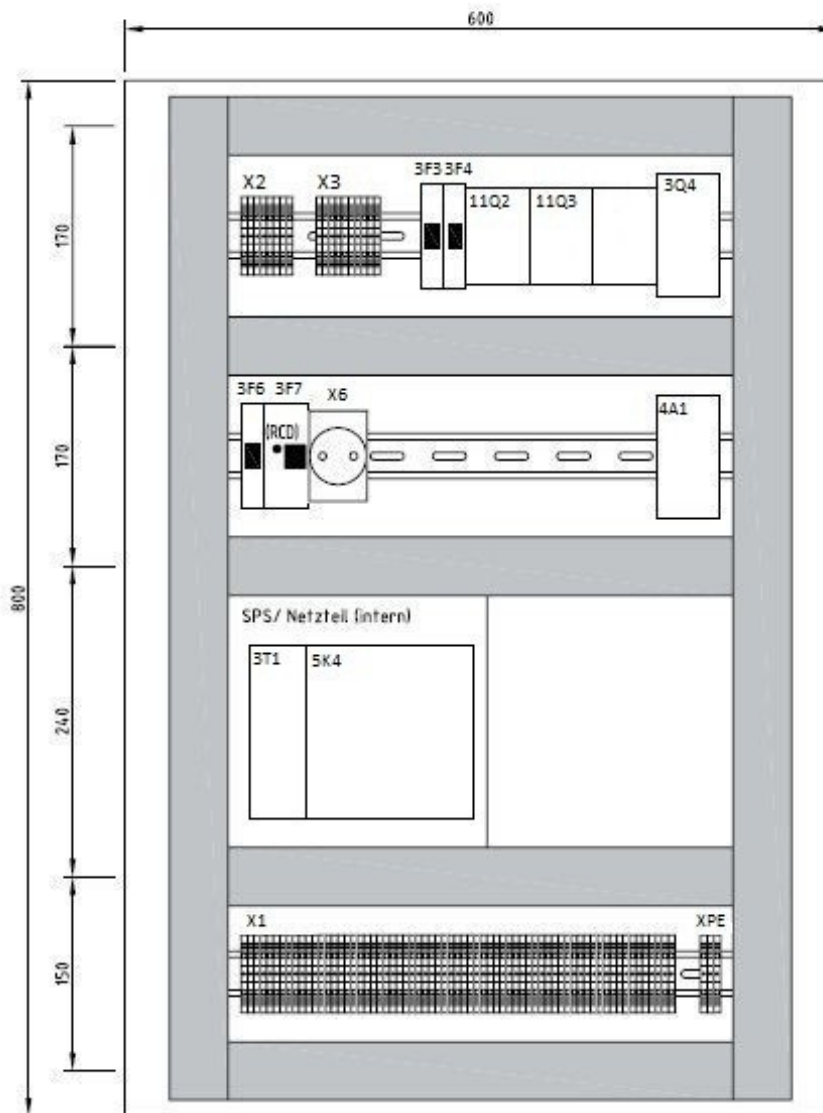 600
X2 X3 3F3 3F4 11Q2 11Q3 3Q4
170
3F6 3F7 X6 4A1
(RCD)
170
800
SPS/ Netzteil (intern)
3T1 5K4
240
X1 XPE
150